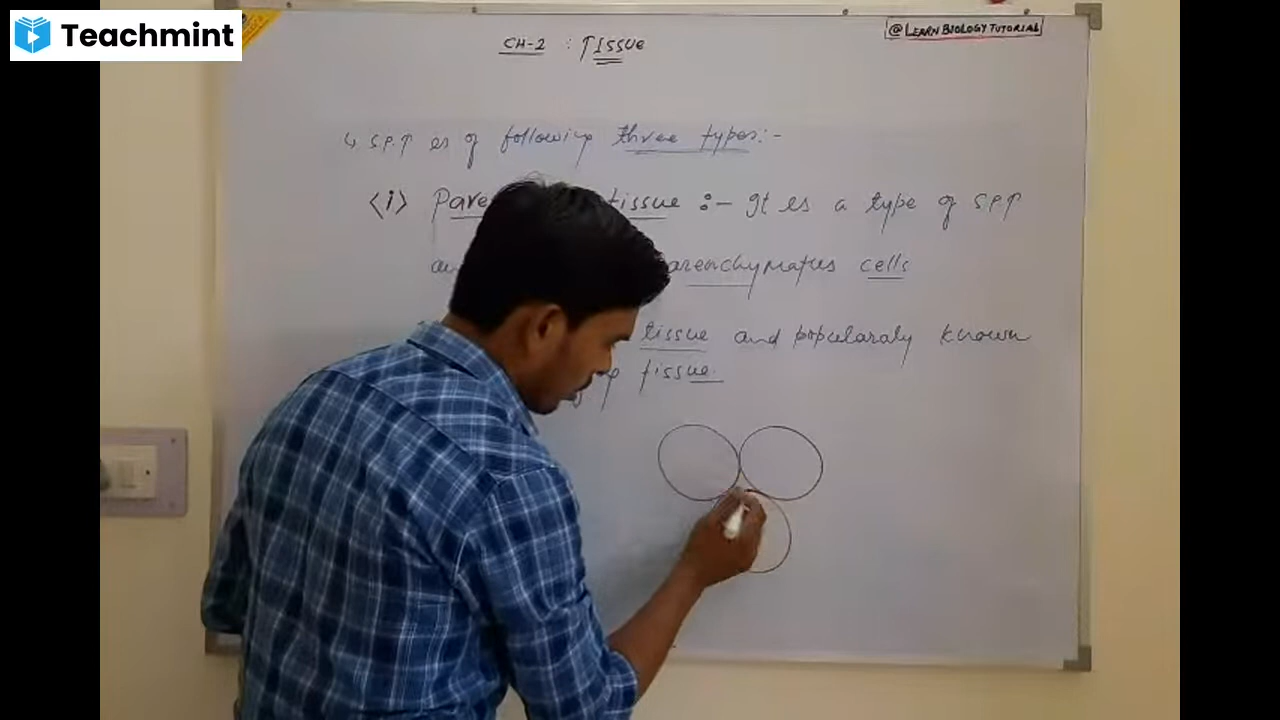 Teachmint
CH-2 : TISSUE
@ LEARN BIOLOGY TUTORIAL
↳ S.P.T es of following three types:-
<i> Pare tissue :- It es a type of S.P.T
arenchymatus cells
tissue and popularaly known
tissue.